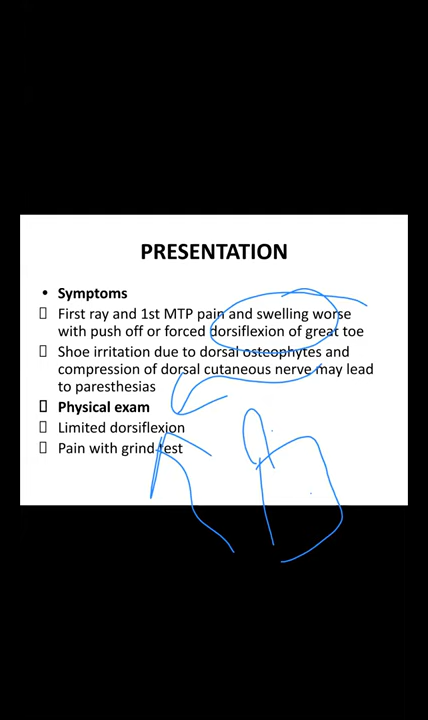 PRESENTATION
• Symptoms
First ray and 1st MTP pain and swelling worse
with push off or forced dorsiflexion of great toe
Shoe irritation due to dorsal osteophytes and
compression of dorsal cutaneous nerve may lead
to paresthesias
Physical exam
Limited dorsiflexion
Pain with grind test